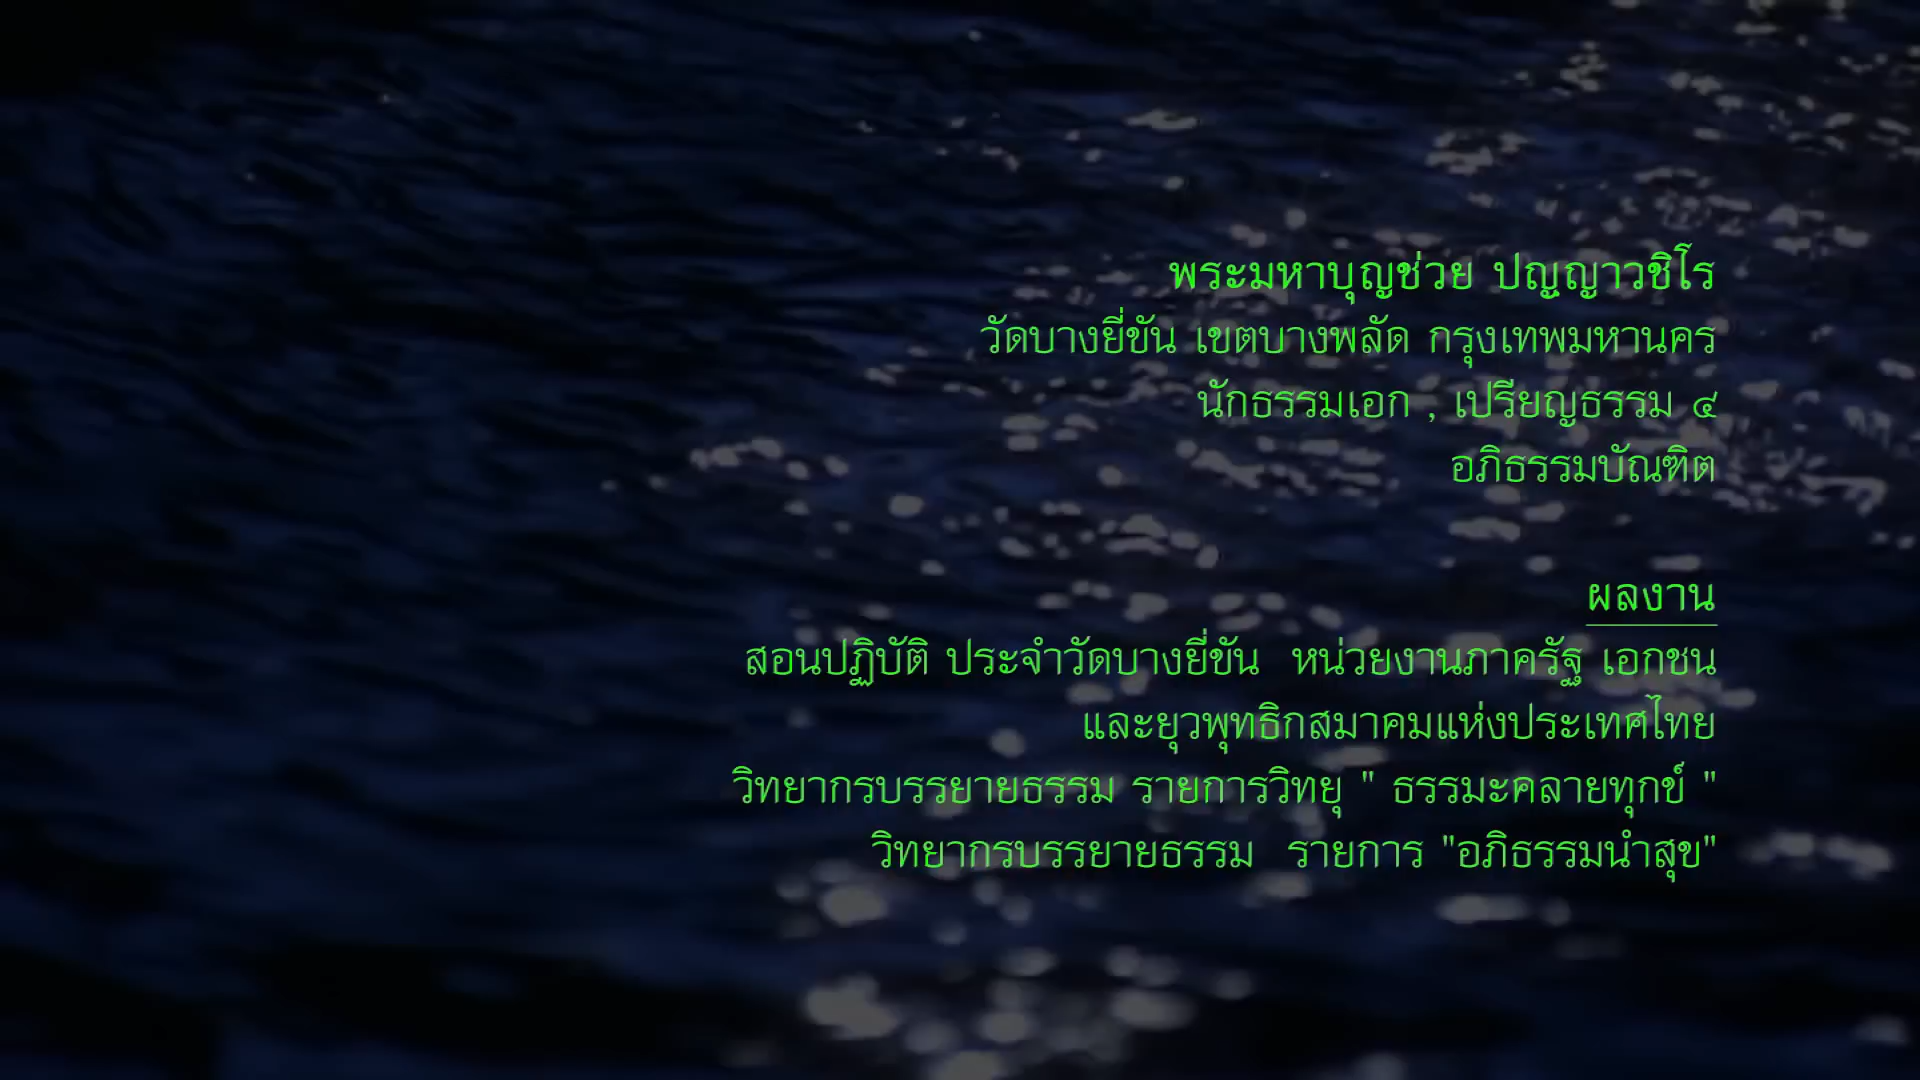 พระมหาบุญช่วย ปญญาวชิโร
วัดบางยี่ขัน เขตบางพลัด กรุงเทพมหานคร
นักธรรมเอก , เปรียญธรรม ๔
อภิธรรมบัณฑิต
ผลงาน
สอนปฏิบัติ ประจำวัดบางยี่ขัน หน่วยงานภาครัฐ เอกชน
และยุวพุทธิกสมาคมแห่งประเทศไทย
วิทยากรบรรยายธรรม รายการวิทยุ " ธรรมะคลายทุกข์ "
วิทยากรบรรยายธรรม รายการ "อภิธรรมนำสุข"